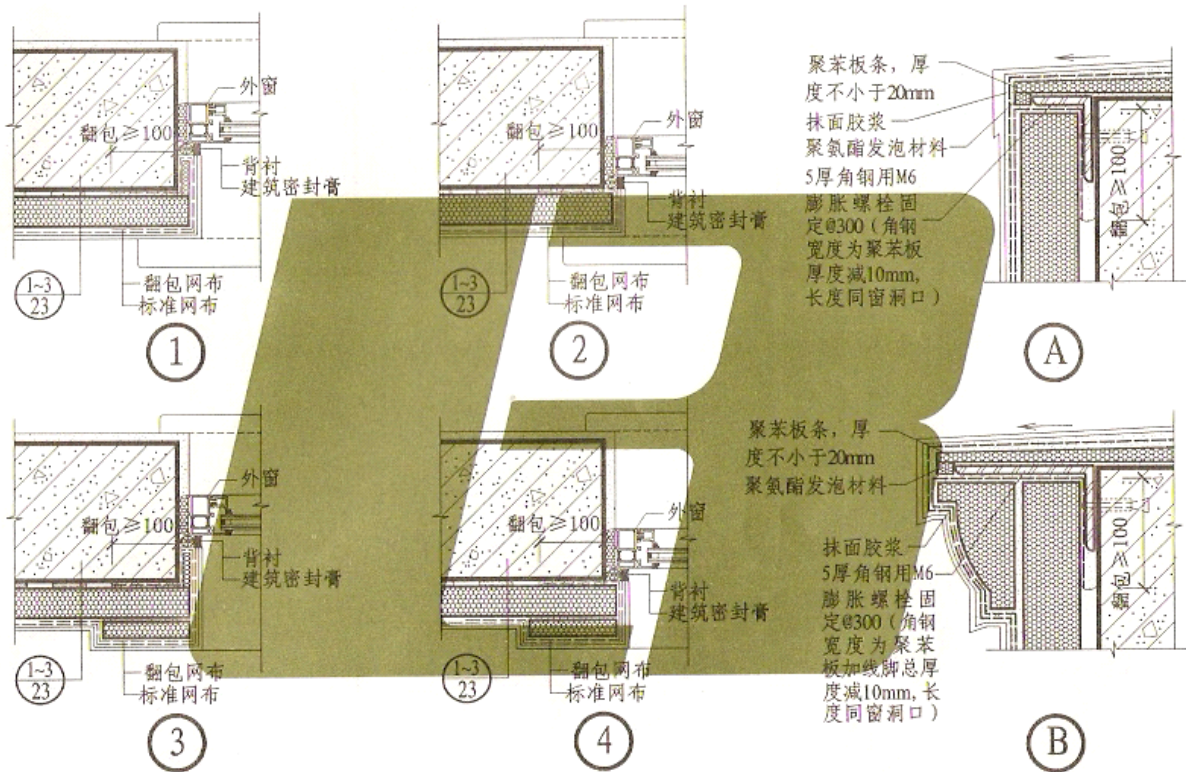 外窗
翻包≥100
背衬
建筑密封膏
1~3
23
翻包网布
标准网布
1
外窗
翻包≥100
背衬
建筑密封膏
1~3
23
翻包网布
标准网布
2
聚苯板条，厚
度不小于20mm
抹面胶浆
聚氨酯发泡材料
5厚角钢用M6
膨胀螺栓固
定@300（角钢
宽度为聚苯板
厚度减10mm，
长度同窗洞口）
翻包≥100
A
外窗
翻包≥100
背衬
建筑密封膏
1~3
23
翻包网布
标准网布
3
外窗
翻包≥100
背衬
建筑密封膏
1~3
23
翻包网布
标准网布
4
聚苯板条，厚
度不小于20mm
聚氨酯发泡材料
抹面胶浆
5厚角钢用M6
膨胀螺栓固
定@300（角钢
宽度为聚苯
板加线脚总厚
度减10mm，长
度同窗洞口）
翻包≥100
B